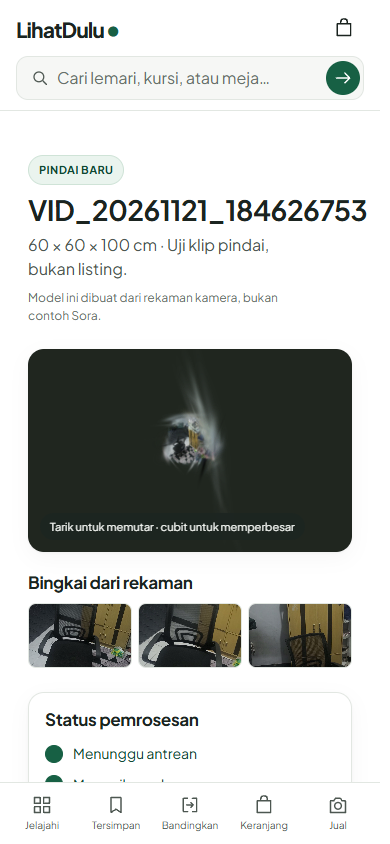 LihatDulu
Cari lemari, kursi, atau meja…
PINDAI BARU
VID_20261121_184626753
60 × 60 × 100 cm · Uji klip pindai,
bukan listing.
Model ini dibuat dari rekaman kamera, bukan
contoh Sora.
Tarik untuk memutar · cubit untuk memperbesar
Bingkai dari rekaman
Status pemrosesan
Menunggu antrean
Jelajahi
Tersimpan
Bandingkan
Keranjang
Jual